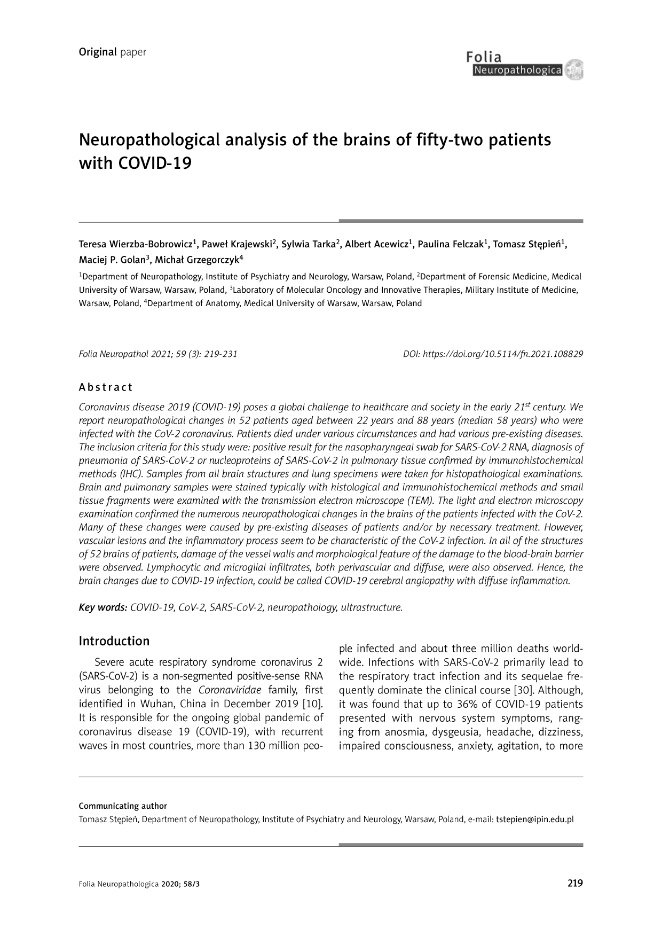 Original paper
Folia
Neuropathologica
Neuropathological analysis of the brains of fifty-two patients
with COVID-19
Teresa Wierzba-Bobrowicz1, Paweł Krajewski2, Sylwia Tarka2, Albert Acewicz1, Paulina Felczak1, Tomasz Stępień1,
Maciej P. Golan3, Michał Grzegorczyk4
1Department of Neuropathology, Institute of Psychiatry and Neurology, Warsaw, Poland, 2Department of Forensic Medicine, Medical
University of Warsaw, Warsaw, Poland, 3Laboratory of Molecular Oncology and Innovative Therapies, Military Institute of Medicine,
Warsaw, Poland, 4Department of Anatomy, Medical University of Warsaw, Warsaw, Poland
Folia Neuropathol 2021; 59 (3): 219-231
DOI: https://doi.org/10.5114/fn.2021.108829
Abstract
Coronavirus disease 2019 (COVID-19) poses a global challenge to healthcare and society in the early 21st century. We
report neuropathological changes in 52 patients aged between 22 years and 88 years (median 58 years) who were
infected with the CoV-2 coronavirus. Patients died under various circumstances and had various pre-existing diseases.
The inclusion criteria for this study were: positive result for the nasopharyngeal swab for SARS-CoV-2 RNA, diagnosis of
pneumonia of SARS-CoV-2 or nucleoproteins of SARS-CoV-2 in pulmonary tissue confirmed by immunohistochemical
methods (IHC). Samples from all brain structures and lung specimens were taken for histopathological examinations.
Brain and pulmonary samples were stained typically with histological and immunohistochemical methods and small
tissue fragments were examined with the transmission electron microscope (TEM). The light and electron microscopy
examination confirmed the numerous neuropathological changes in the brains of the patients infected with the CoV-2.
Many of these changes were caused by pre-existing diseases of patients and/or by necessary treatment. However,
vascular lesions and the inflammatory process seem to be characteristic of the CoV-2 infection. In all of the structures
of 52 brains of patients, damage of the vessel walls and morphological feature of the damage to the blood-brain barrier
were observed. Lymphocytic and microglial infiltrates, both perivascular and diffuse, were also observed. Hence, the
brain changes due to COVID-19 infection, could be called COVID-19 cerebral angiopathy with diffuse inflammation.
Key words: COVID-19, CoV-2, SARS-CoV-2, neuropathology, ultrastructure.
Introduction
Severe acute respiratory syndrome coronavirus 2
(SARS-CoV-2) is a non-segmented positive-sense RNA
virus belonging to the Coronaviridae family, first
identified in Wuhan, China in December 2019 [10].
It is responsible for the ongoing global pandemic of
coronavirus disease 19 (COVID-19), with recurrent
waves in most countries, more than 130 million peo-
ple infected and about three million deaths world-
wide. Infections with SARS-CoV-2 primarily lead to
the respiratory tract infection and its sequelae fre-
quently dominate the clinical course [30]. Although,
it was found that up to 36% of COVID-19 patients
presented with nervous system symptoms, rang-
ing from anosmia, dysgeusia, headache, dizziness,
impaired consciousness, anxiety, agitation, to more
Communicating author
Tomasz Stępień, Department of Neuropathology, Institute of Psychiatry and Neurology, Warsaw, Poland, e-mail: tstepien@ipin.edu.pl
Folia Neuropathologica 2020; 58/3
219